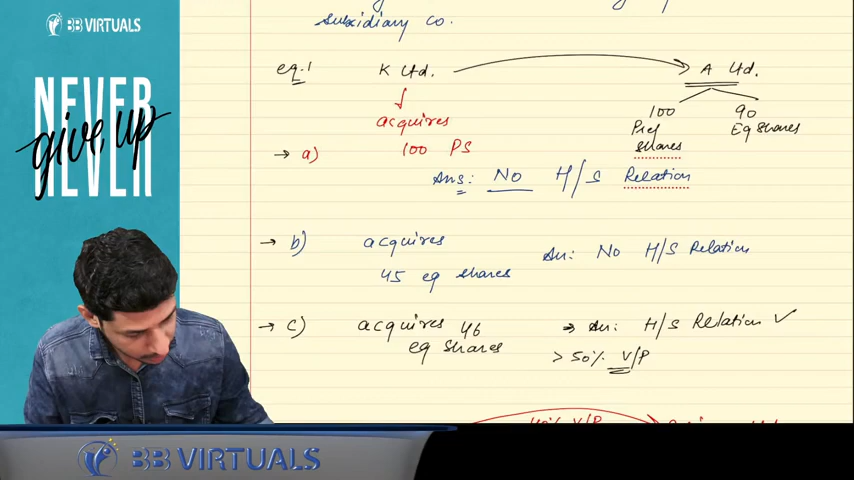 BB VIRTUALS
NEVER
give up
NEVER
subsidiary Co.
eg.1 K Ltd. A Ltd.
acquires
100 Pref shares
90 Eq Shares
→ a) 100 PS
Ans: No H/S Relation
→ b) acquires 45 eq shares
Ans: No H/S Relation
→ c) acquires 46 eq shares
⇒ Ans: H/S Relation ✓
> 50% V/P
40% V/P
BB VIRTUALS